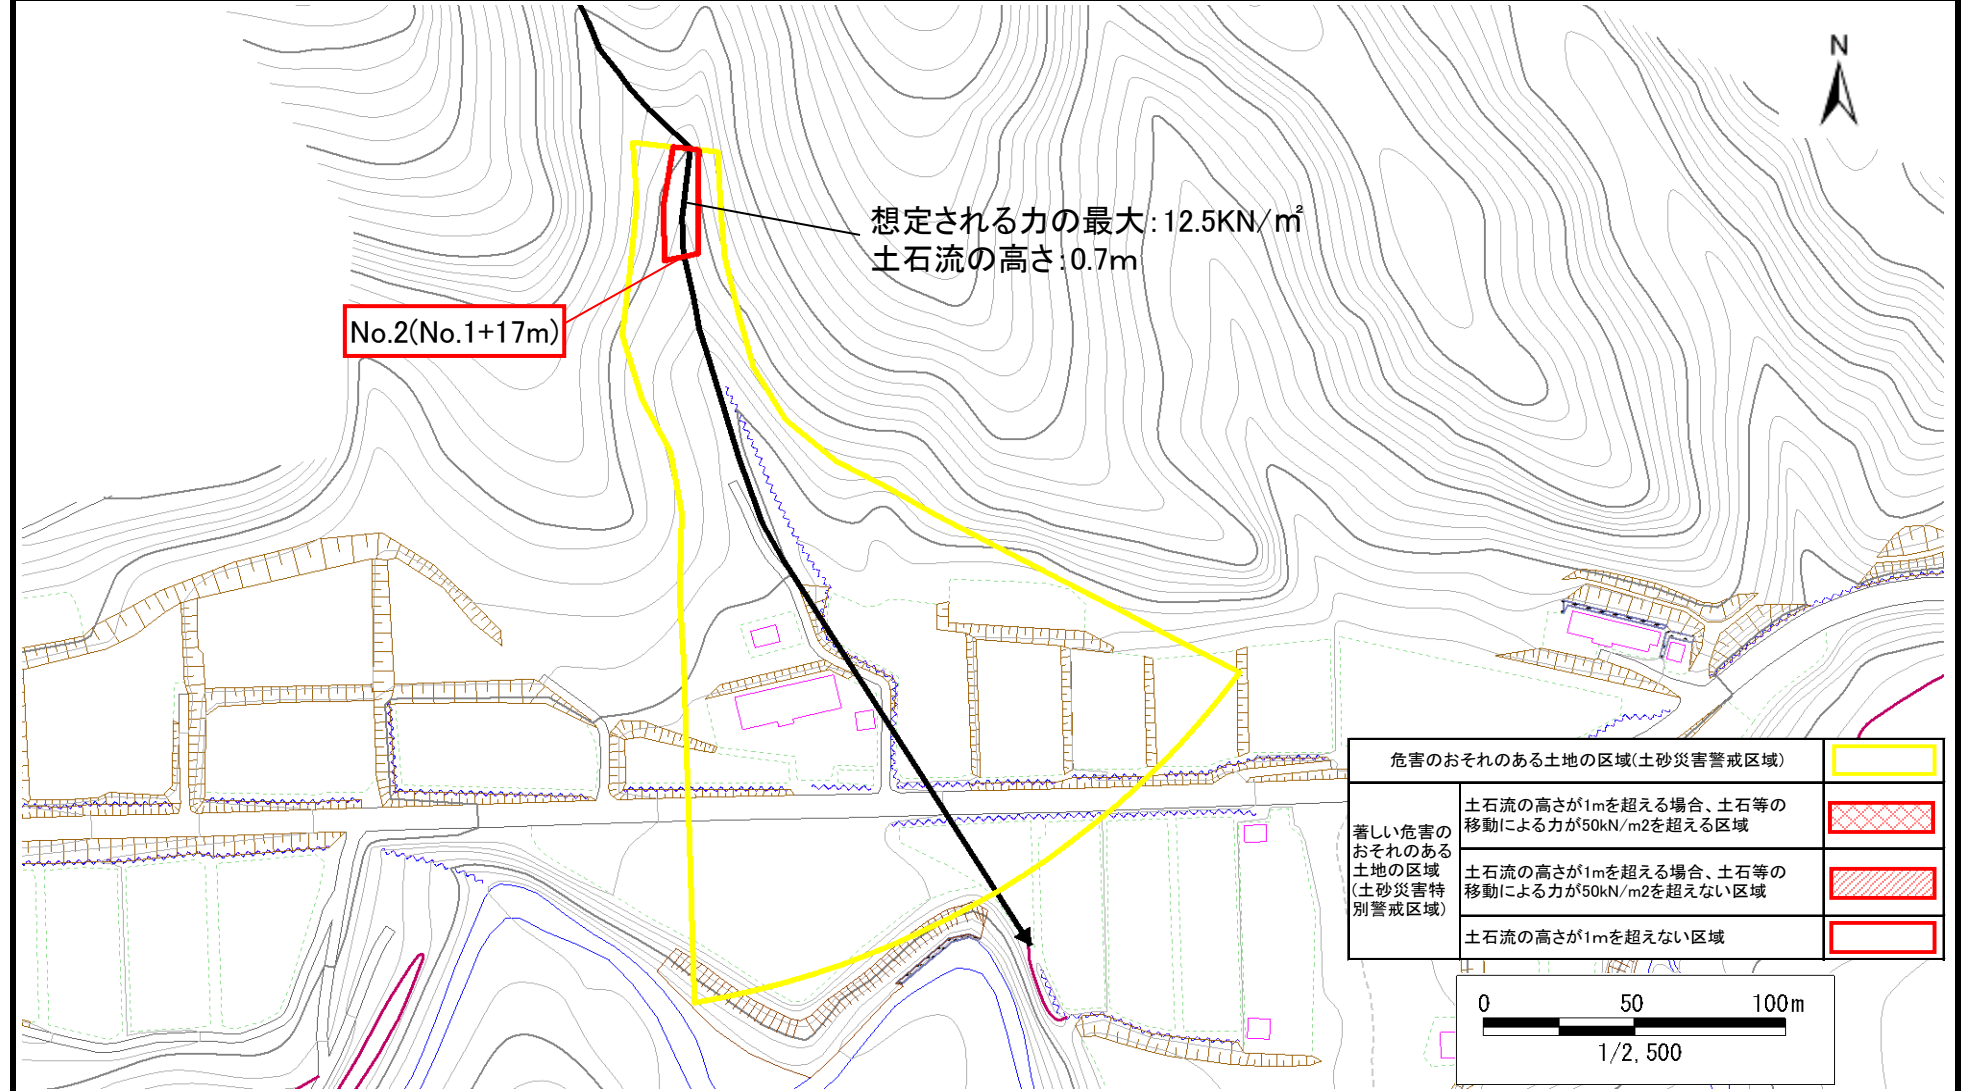 N
想定される力の最大:12.5KN/㎡
土石流の高さ:0.7m
No.2(No.1+17m)
危害のおそれのある土地の区域(土砂災害警戒区域)
著しい危害の
おそれのある
土地の区域
(土砂災害特
別警戒区域)
土石流の高さが1mを超える場合、土石等の
移動による力が50kN/m2を超える区域
土石流の高さが1mを超える場合、土石等の
移動による力が50kN/m2を超えない区域
土石流の高さが1mを超えない区域
0 50 100m
1/2,500